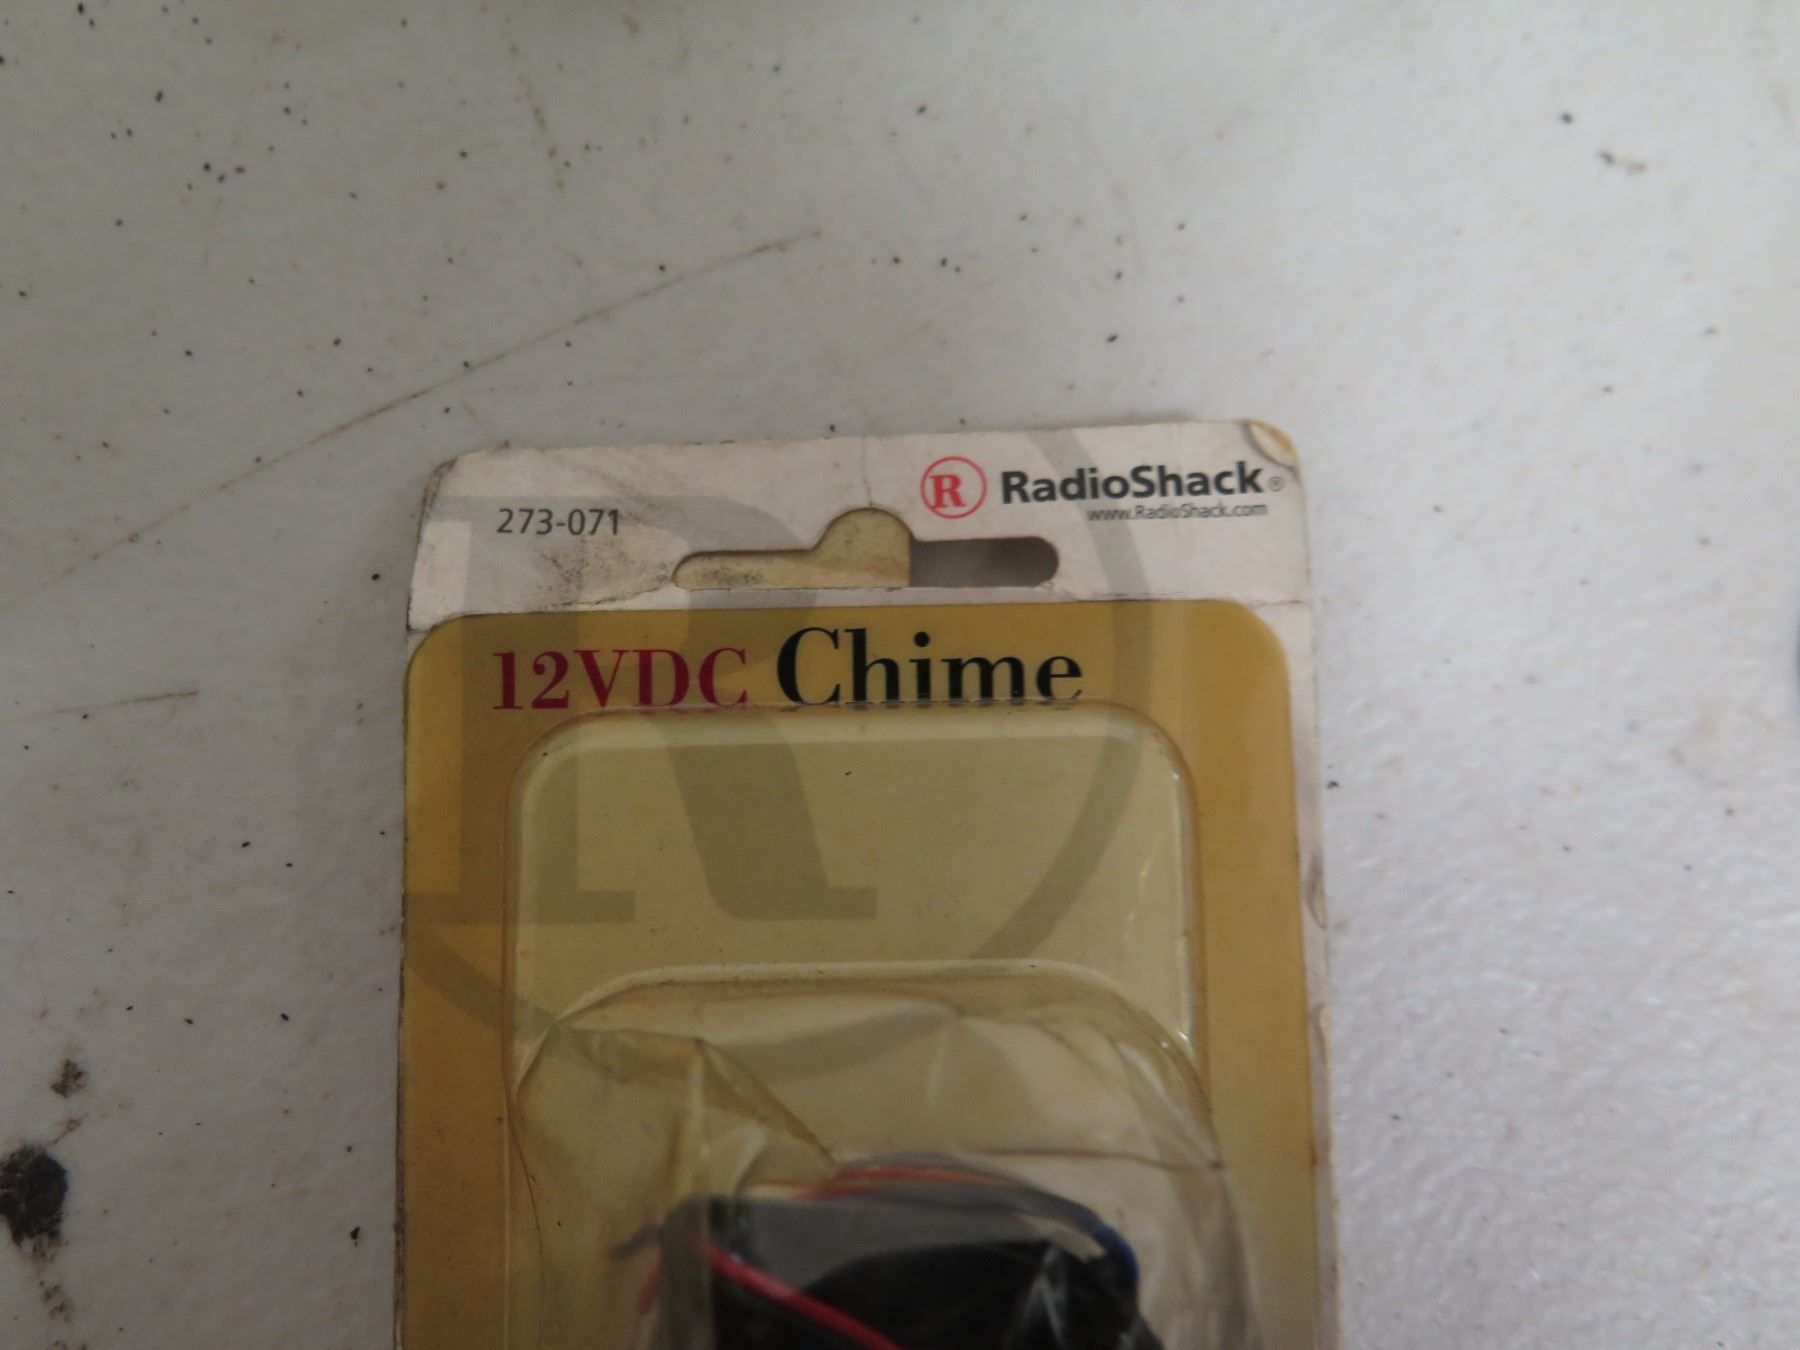 273-071
R RadioShack®
www.RadioShack.com
12VDC Chime